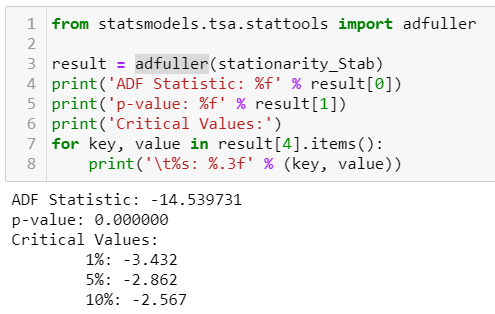 1 from statsmodels.tsa.stattools import adfuller
2
3 result = adfuller(stationarity_Stab)
4 print('ADF Statistic: %f' % result[0])
5 print('p-value: %f' % result[1])
6 print('Critical Values:')
7 for key, value in result[4].items():
8     print('\t%s: %.3f' % (key, value))
ADF Statistic: -14.539731
p-value: 0.000000
Critical Values:
        1%: -3.432
        5%: -2.862
        10%: -2.567